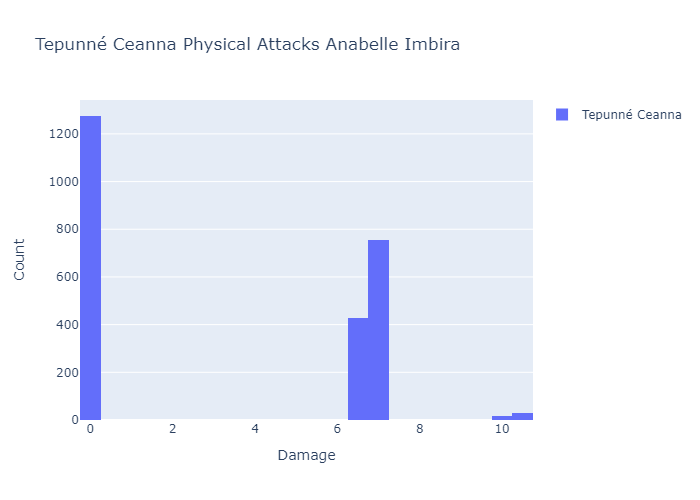 Tepunné Ceanna Physical Attacks Anabelle Imbira
Tepunné Ceanna
Count
1200
1000
800
600
400
200
0
0 2 4 6 8 10
Damage